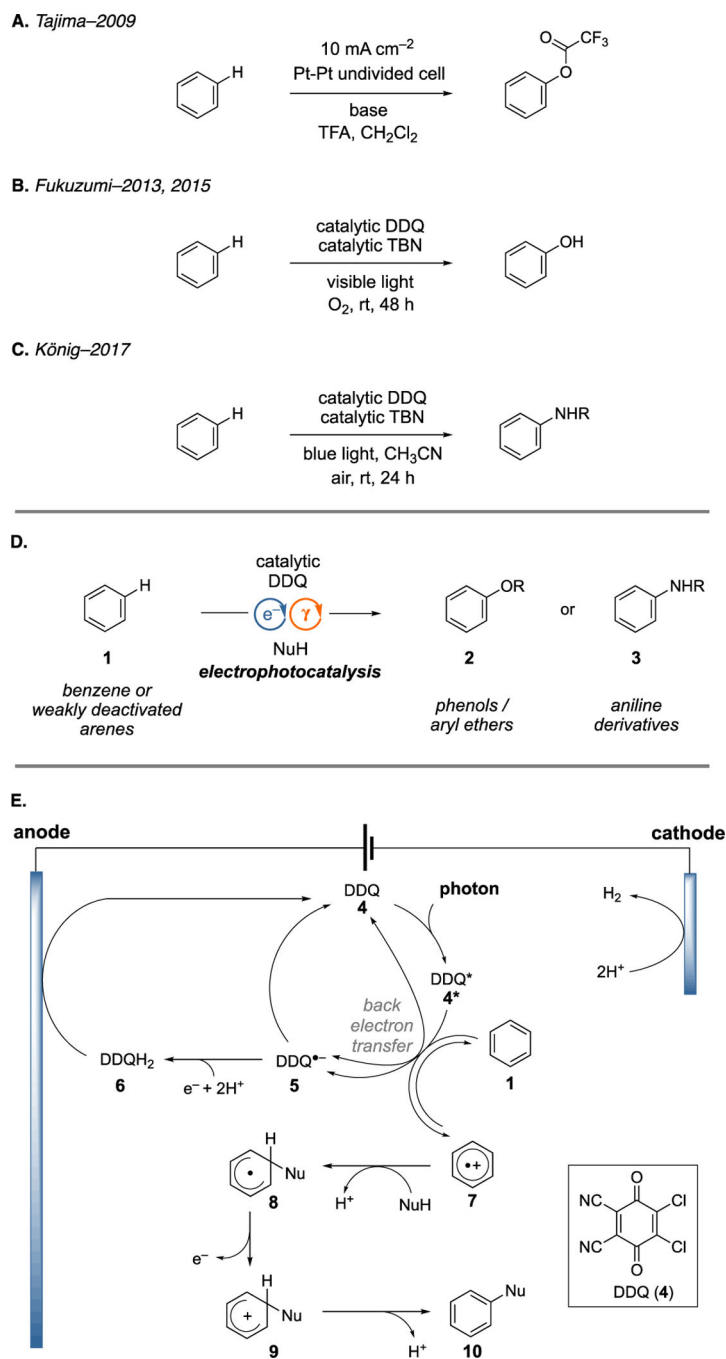 A. Tajima–2009
H
10 mA cm⁻²
Pt-Pt undivided cell
base
TFA, CH₂Cl₂
O
CF₃
O
B. Fukuzumi–2013, 2015
H
catalytic DDQ
catalytic TBN
visible light
O₂, rt, 48 h
OH
C. König–2017
H
catalytic DDQ
catalytic TBN
blue light, CH₃CN
air, rt, 24 h
NHR
D.
H
1
benzene or
weakly deactivated
arenes
catalytic
DDQ
e⁻ γ
NuH
electrophotocatalysis
OR
2
phenols /
aryl ethers
or
NHR
3
aniline
derivatives
E.
anode
cathode
DDQ
4
photon
H₂
2H⁺
DDQ*
4*
back
electron
transfer
1
DDQH₂
6
e⁻ + 2H⁺
DDQ•−
5
H
Nu
•
8
H⁺
NuH
•+
7
e⁻
H
Nu
+
9
H⁺
Nu
10
O
NC
Cl
NC
Cl
O
DDQ (4)